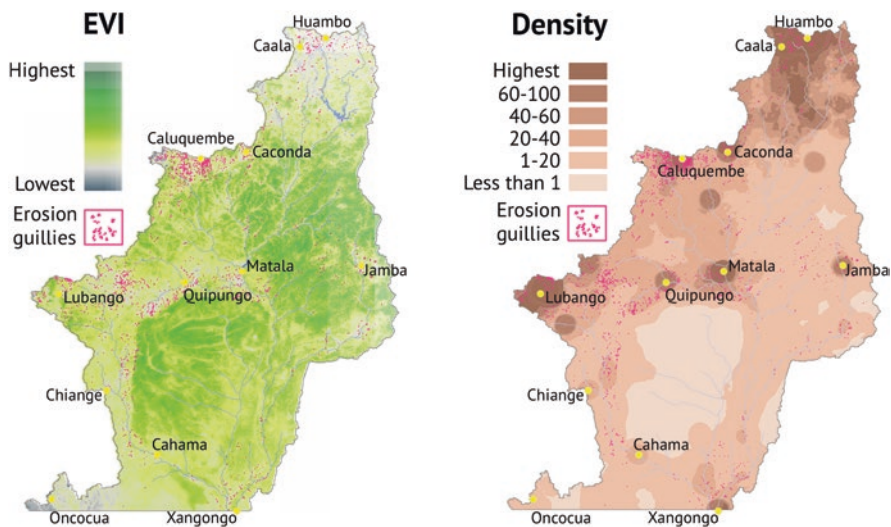 EVI
Highest
Lowest
Erosion
guillies
Huambo
Caala
Caluquembe
Caconda
Matala
Jamba
Lubango
Quipungo
Chiange
Cahama
Oncocua
Xangongo
Density
Highest
60-100
40-60
20-40
1-20
Less than 1
Erosion
guillies
Huambo
Caala
Caconda
Caluquembe
Matala
Jamba
Lubango
Quipungo
Chiange
Cahama
Oncocua
Xangongo